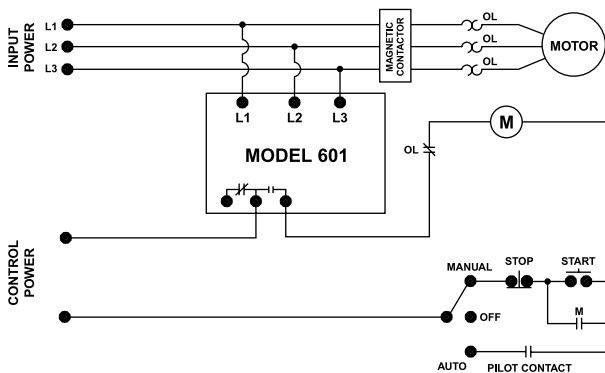 INPUT POWER
L1
L2
L3
MAGNETIC CONTACTOR
OL
OL
OL
MOTOR
L1 L2 L3
MODEL 601
OL
M
CONTROL POWER
MANUAL
STOP
START
OFF
M
AUTO
PILOT CONTACT